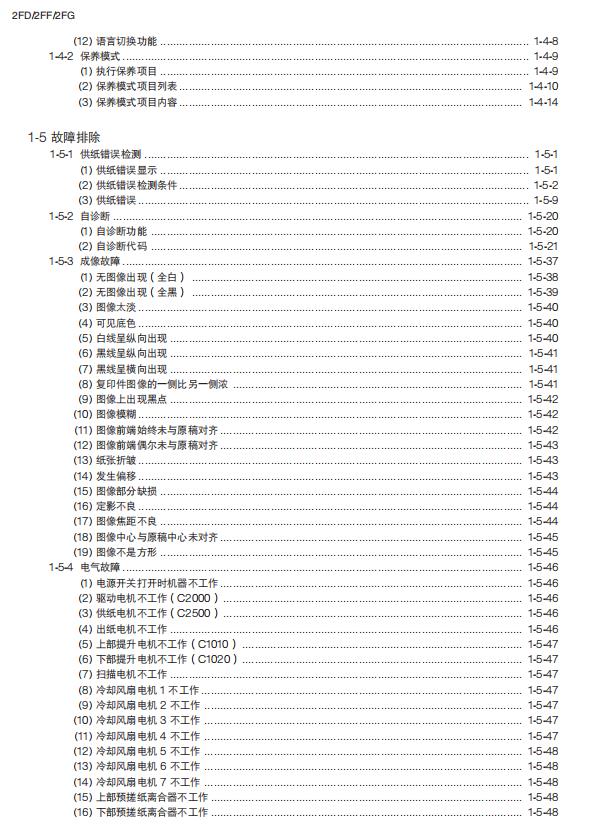 2FD/2FF/2FG
(12) 语言切换功能 ........ 1-4-8
1-4-2 保养模式 ........ 1-4-9
(1) 执行保养项目 ........ 1-4-9
(2) 保养模式项目列表 ........ 1-4-10
(3) 保养模式项目内容 ........ 1-4-14
1-5 故障排除
1-5-1 供纸错误检测 ........ 1-5-1
(1) 供纸错误显示 ........ 1-5-1
(2) 供纸错误检测条件 ........ 1-5-2
(3) 供纸错误 ........ 1-5-9
1-5-2 自诊断 ........ 1-5-20
(1) 自诊断功能 ........ 1-5-20
(2) 自诊断代码 ........ 1-5-21
1-5-3 成像故障 ........ 1-5-37
(1) 无图像出现（全白） ........ 1-5-38
(2) 无图像出现（全黑） ........ 1-5-39
(3) 图像太淡 ........ 1-5-40
(4) 可见底色 ........ 1-5-40
(5) 白线呈纵向出现 ........ 1-5-40
(6) 黑线呈纵向出现 ........ 1-5-41
(7) 黑线呈横向出现 ........ 1-5-41
(8) 复印件图像的一侧比另一侧浓 ........ 1-5-41
(9) 图像上出现黑点 ........ 1-5-42
(10) 图像模糊 ........ 1-5-42
(11) 图像前端始终未与原稿对齐 ........ 1-5-42
(12) 图像前端偶尔未与原稿对齐 ........ 1-5-43
(13) 纸张折皱 ........ 1-5-43
(14) 发生偏移 ........ 1-5-43
(15) 图像部分缺损 ........ 1-5-44
(16) 定影不良 ........ 1-5-44
(17) 图像焦距不良 ........ 1-5-44
(18) 图像中心与原稿中心未对齐 ........ 1-5-45
(19) 图像不是方形 ........ 1-5-45
1-5-4 电气故障 ........ 1-5-46
(1) 电源开关打开时机器不工作 ........ 1-5-46
(2) 驱动电机不工作（C2000） ........ 1-5-46
(3) 供纸电机不工作（C2500） ........ 1-5-46
(4) 出纸电机不工作 ........ 1-5-46
(5) 上部提升电机不工作（C1010） ........ 1-5-47
(6) 下部提升电机不工作（C1020） ........ 1-5-47
(7) 扫描电机不工作 ........ 1-5-47
(8) 冷却风扇电机 1 不工作 ........ 1-5-47
(9) 冷却风扇电机 2 不工作 ........ 1-5-47
(10) 冷却风扇电机 3 不工作 ........ 1-5-47
(11) 冷却风扇电机 4 不工作 ........ 1-5-47
(12) 冷却风扇电机 5 不工作 ........ 1-5-48
(13) 冷却风扇电机 6 不工作 ........ 1-5-48
(14) 冷却风扇电机 7 不工作 ........ 1-5-48
(15) 上部预搓纸离合器不工作 ........ 1-5-48
(16) 下部预搓纸离合器不工作 ........ 1-5-48